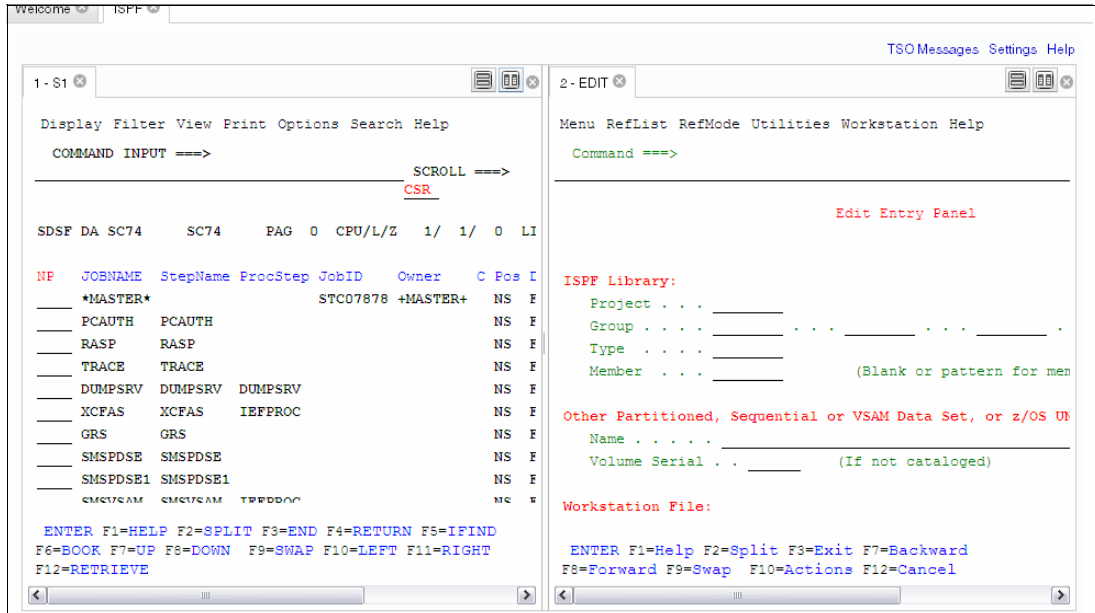 Welcome ISPF
TSO Messages Settings Help
1 - S1
Display Filter View Print Options Search Help
COMMAND INPUT ===>
SCROLL ===>
CSR
SDSF DA SC74 SC74 PAG 0 CPU/L/Z 1/ 1/ 0 LI
NP JOBNAME StepName ProcStep JobID Owner C Pos D
*MASTER* STC07878 +MASTER+ NS F
PCAUTH PCAUTH NS F
RASP RASP NS F
TRACE TRACE NS F
DUMPSRV DUMPSRV DUMPSRV NS F
XCFAS XCFAS IEFPROC NS F
GRS GRS NS F
SMSPDSE SMSPDSE NS F
SMSPDSE1 SMSPDSE1 NS F
SMSVSAM SMSVSAM IEFPROC NS F
ENTER F1=HELP F2=SPLIT F3=END F4=RETURN F5=IFIND
F6=BOOK F7=UP F8=DOWN F9=SWAP F10=LEFT F11=RIGHT
F12=RETRIEVE
2 - EDIT
Menu RefList RefMode Utilities Workstation Help
Command ===>
Edit Entry Panel
ISPF Library:
Project . . .
Group . . . . . . . . . . .
Type . . . .
Member . . . (Blank or pattern for mem
Other Partitioned, Sequential or VSAM Data Set, or z/OS UN
Name . . . . .
Volume Serial . . (If not cataloged)
Workstation File:
ENTER F1=Help F2=Split F3=Exit F7=Backward
F8=Forward F9=Swap F10=Actions F12=Cancel